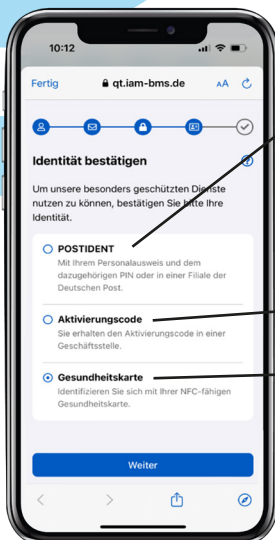 10:12
Fertig qt.iam-bms.de AA
Identität bestätigen
Um unsere besonders geschützten Dienste
nutzen zu können, bestätigen Sie bitte Ihre
Identität.
POSTIDENT
Mit Ihrem Personalausweis und dem
dazugehörigen PIN oder in einer Filiale der
Deutschen Post.
Aktivierungscode
Sie erhalten den Aktivierungscode in einer
Geschäftsstelle.
Gesundheitskarte
Identifizieren Sie sich mit Ihrer NFC-fähigen
Gesundheitskarte.
Weiter